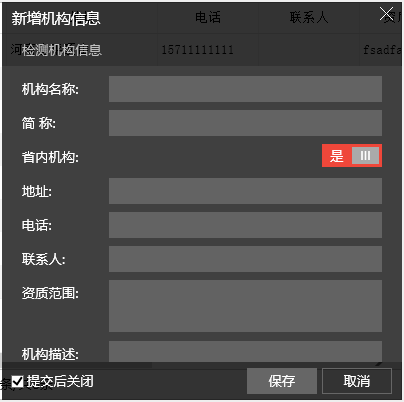 新增机构信息
电话 联系人
检测机构信息 15711111111 fsadfa
机构名称:
简 称:
省内机构: 是
地址:
电话:
联系人:
资质范围:
机构描述:
提交后关闭 保存 取消